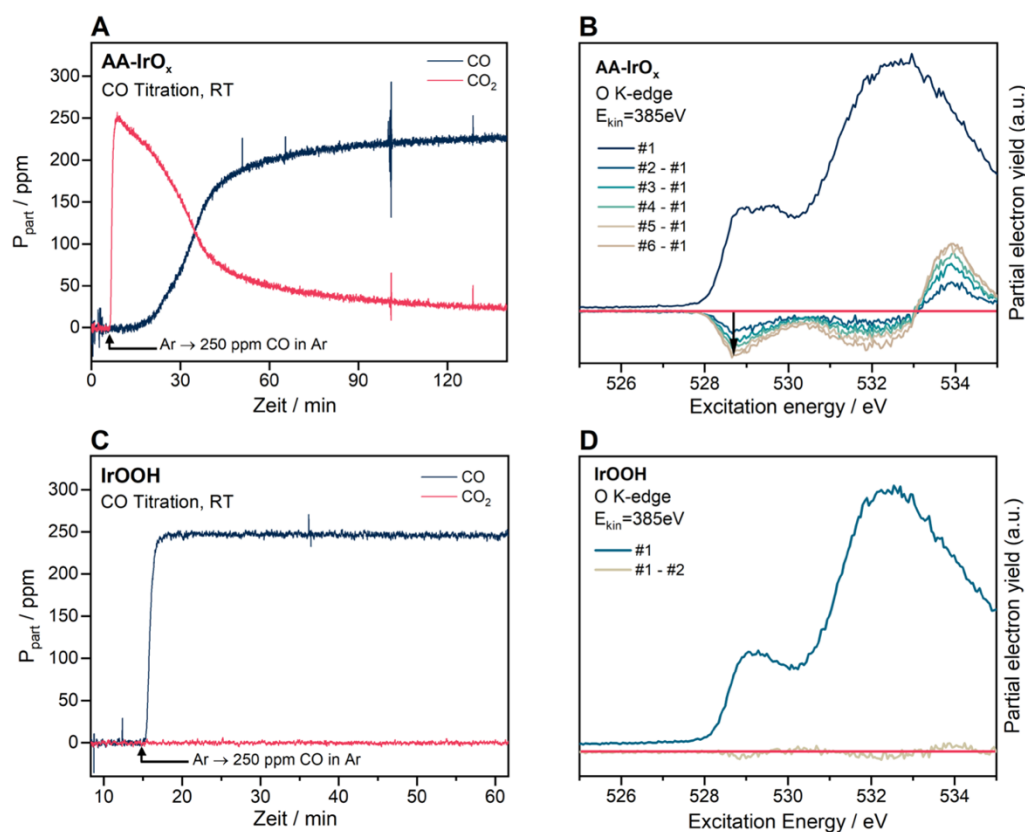 A
AA-IrOₓ
CO Titration, RT
CO
CO₂
300
250
200
150
100
50
0
Ar → 250 ppm CO in Ar
0 30 60 90 120
P_part / ppm
Zeit / min
B
AA-IrOₓ
O K-edge
E_kin=385eV
#1
#2 - #1
#3 - #1
#4 - #1
#5 - #1
#6 - #1
526 528 530 532 534
Excitation energy / eV
Partial electron yield (a.u.)
C
IrOOH
CO Titration, RT
CO
CO₂
300
250
200
150
100
50
0
Ar → 250 ppm CO in Ar
10 20 30 40 50 60
P_part / ppm
Zeit / min
D
IrOOH
O K-edge
E_kin=385eV
#1
#1 - #2
526 528 530 532 534
Excitation Energy / eV
Partial electron yield (a.u.)